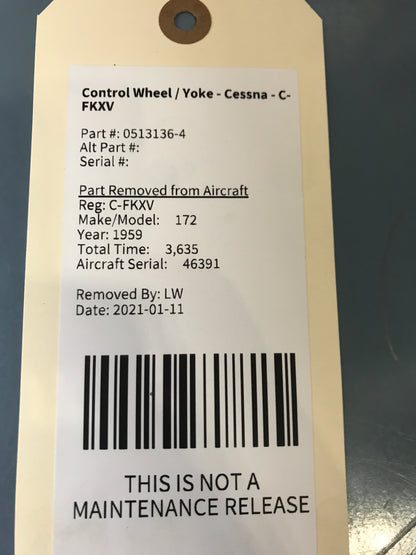 Control Wheel / Yoke - Cessna - C-
FKXV
Part #: 0513136-4
Alt Part #:
Serial #:
Part Removed from Aircraft
Reg: C-FKXV
Make/Model: 172
Year: 1959
Total Time: 3,635
Aircraft Serial: 46391
Removed By: LW
Date: 2021-01-11
THIS IS NOT A
MAINTENANCE RELEASE